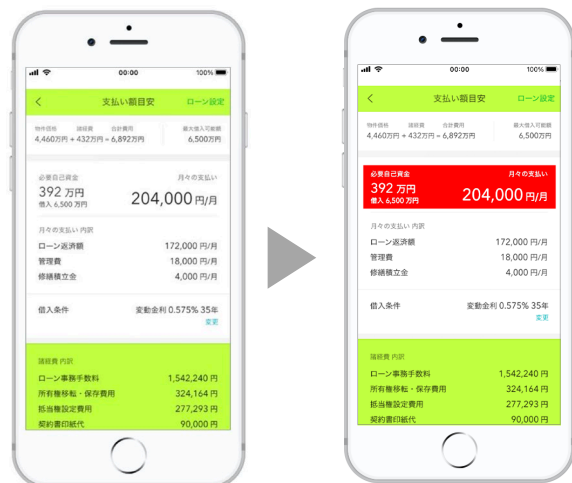 00:00 100%
支払い額目安 ローン設定
物件価格 諸経費 合計費用 最大借入可能額
4,460万円 + 432万円 = 6,892万円 6,500万円
必要自己資金 月々の支払い
392 万円
借入 6,500 万円 204,000 円/月
月々の支払い 内訳
ローン返済額 172,000 円/月
管理費 18,000 円/月
修繕積立金 4,000 円/月
借入条件 変動金利 0.575% 35年
変更
諸経費 内訳
ローン事務手数料 1,542,240 円
所有権移転・保存費用 324,164 円
抵当権設定費用 277,293 円
契約書印紙代 90,000 円
00:00 100%
支払い額目安 ローン設定
物件価格 諸経費 合計費用 最大借入可能額
4,460万円 + 432万円 = 6,892万円 6,500万円
必要自己資金 月々の支払い
392 万円
借入 6,500 万円 204,000 円/月
月々の支払い 内訳
ローン返済額 172,000 円/月
管理費 18,000 円/月
修繕積立金 4,000 円/月
借入条件 変動金利 0.575% 35年
変更
諸経費 内訳
ローン事務手数料 1,542,240 円
所有権移転・保存費用 324,164 円
抵当権設定費用 277,293 円
契約書印紙代 90,000 円